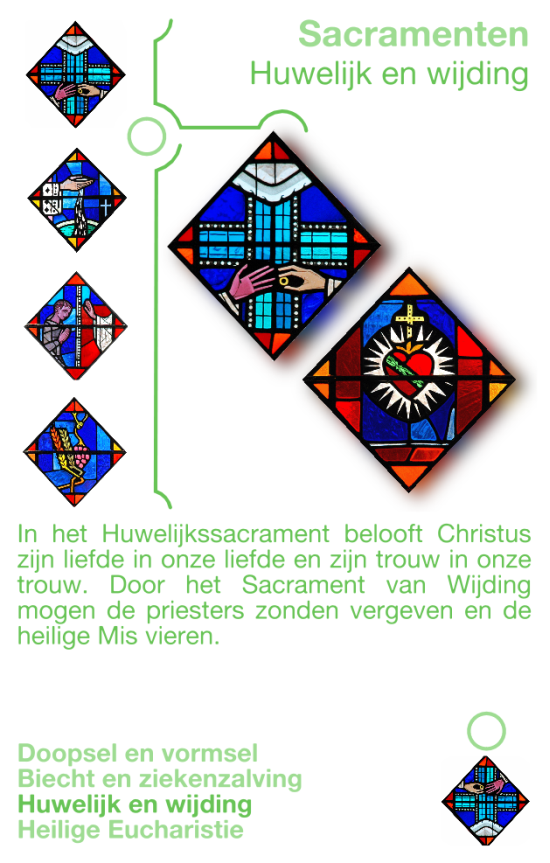 Sacramenten
Huwelijk en wijding
In het Huwelijkssacrament belooft Christus
zijn liefde in onze liefde en zijn trouw in onze
trouw. Door het Sacrament van Wijding
mogen de priesters zonden vergeven en de
heilige Mis vieren.
Doopsel en vormsel
Biecht en ziekenzalving
Huwelijk en wijding
Heilige Eucharistie